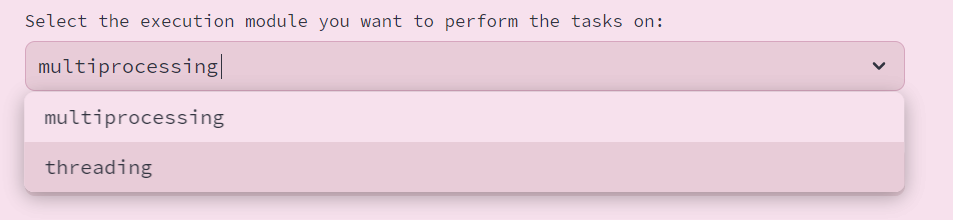 Select the execution module you want to perform the tasks on:
multiprocessing
multiprocessing
threading